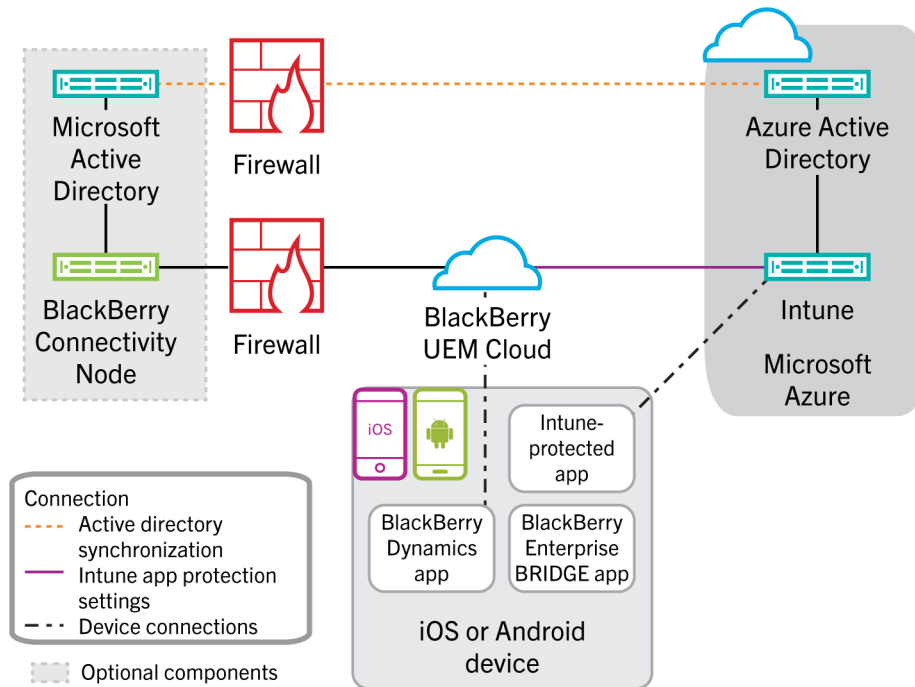 Microsoft
Active
Directory
Firewall
Azure Active
Directory
BlackBerry
Connectivity
Node
Firewall
BlackBerry
UEM Cloud
Intune
Microsoft
Azure
iOS
Intune-
protected
app
BlackBerry
Dynamics
app
BlackBerry
Enterprise
BRIDGE app
iOS or Android
device
Connection
Active directory
synchronization
Intune app protection
settings
Device connections
Optional components